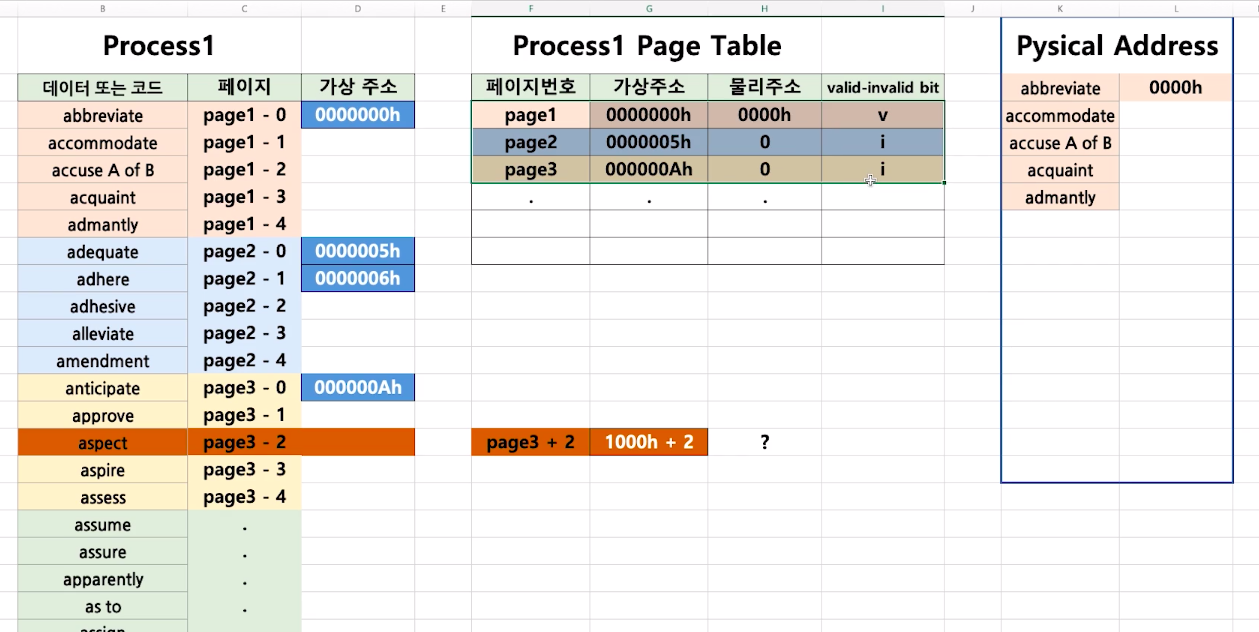 B C D E F G H I J K L
Process1 Process1 Page Table Pysical Address
데이터 또는 코드 페이지 가상 주소 페이지번호 가상주소 물리주소 valid-invalid bit abbreviate 0000h
abbreviate page1 - 0 0000000h page1 0000000h 0000h v accommodate
accommodate page1 - 1 page2 0000005h 0 i accuse A of B
accuse A of B page1 - 2 page3 000000Ah 0 i acquaint
acquaint page1 - 3 . . . admantly
admantly page1 - 4
adequate page2 - 0 0000005h
adhere page2 - 1 0000006h
adhesive page2 - 2
alleviate page2 - 3
amendment page2 - 4
anticipate page3 - 0 000000Ah
approve page3 - 1
aspect page3 - 2 page3 + 2 1000h + 2 ?
aspire page3 - 3
assess page3 - 4
assume .
assure .
apparently .
as to .